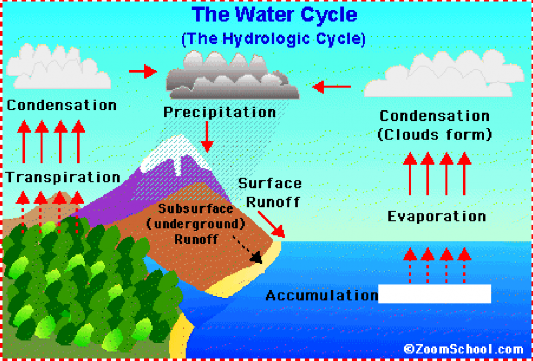 The Water Cycle
(The Hydrologic Cycle)
Condensation
Precipitation
Condensation
(Clouds form)
Transpiration
Surface
Runoff
Subsurface
(underground)
Runoff
Evaporation
Accumulation
©ZoomSchool.com